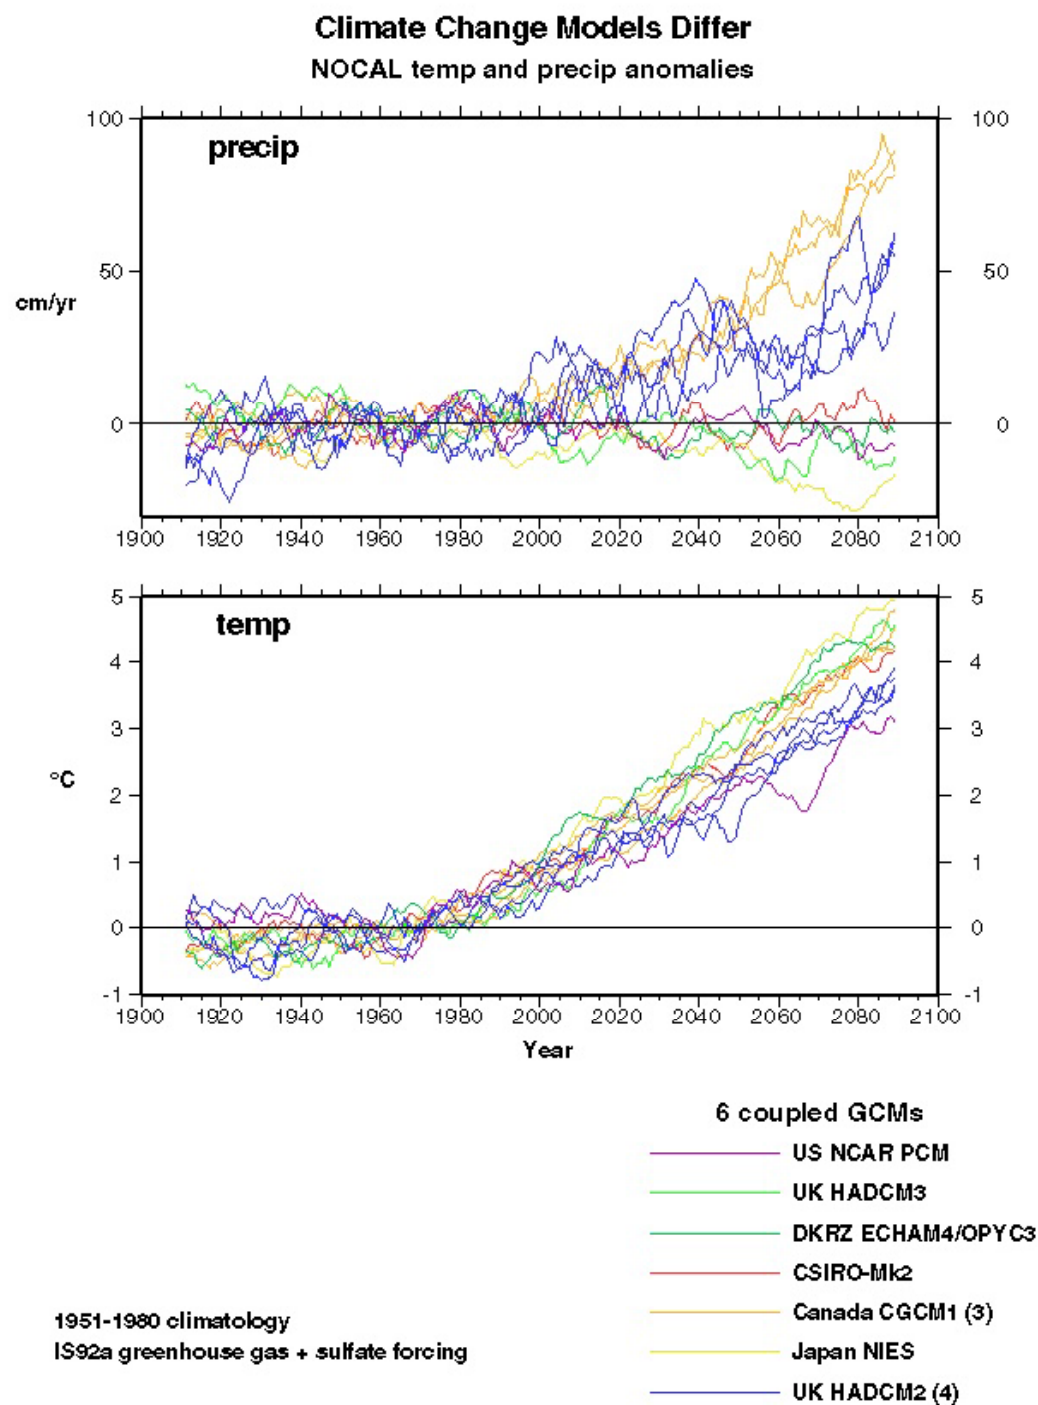 Climate Change Models Differ
NOCAL temp and precip anomalies
precip
100
50
0
100
50
0
cm/yr
1900 1920 1940 1960 1980 2000 2020 2040 2060 2080 2100
temp
5
4
3
2
1
0
-1
5
4
3
2
1
0
-1
°C
1900 1920 1940 1960 1980 2000 2020 2040 2060 2080 2100
Year
6 coupled GCMs
US NCAR PCM
UK HADCM3
DKRZ ECHAM4/OPYC3
CSIRO-Mk2
Canada CGCM1 (3)
Japan NIES
UK HADCM2 (4)
1951-1980 climatology
IS92a greenhouse gas + sulfate forcing